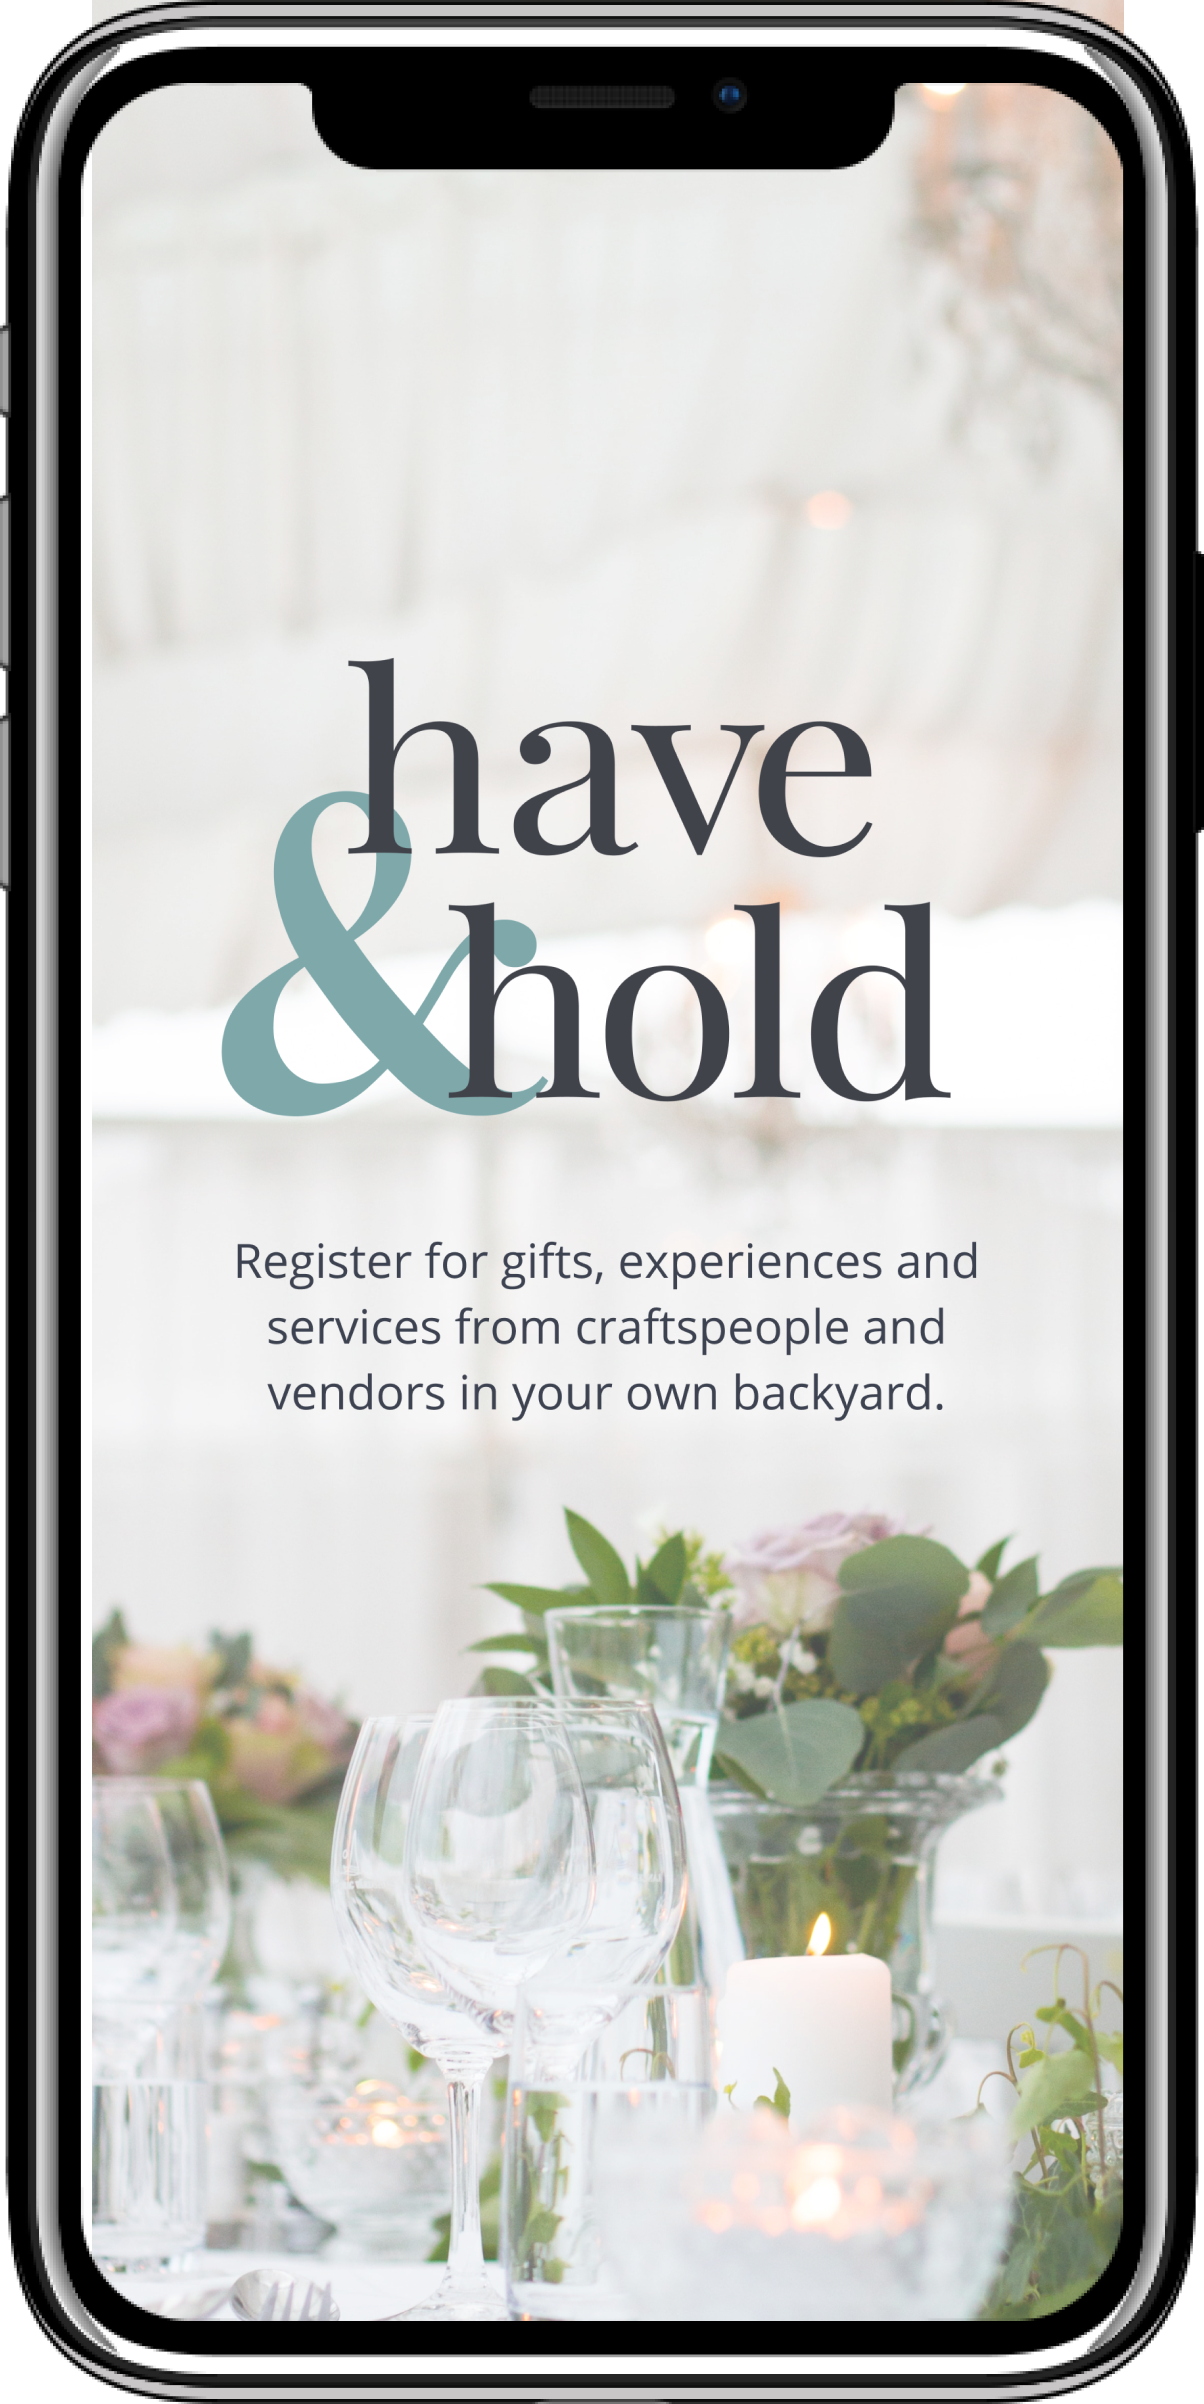 have
& hold
Register for gifts, experiences and
services from craftspeople and
vendors in your own backyard.